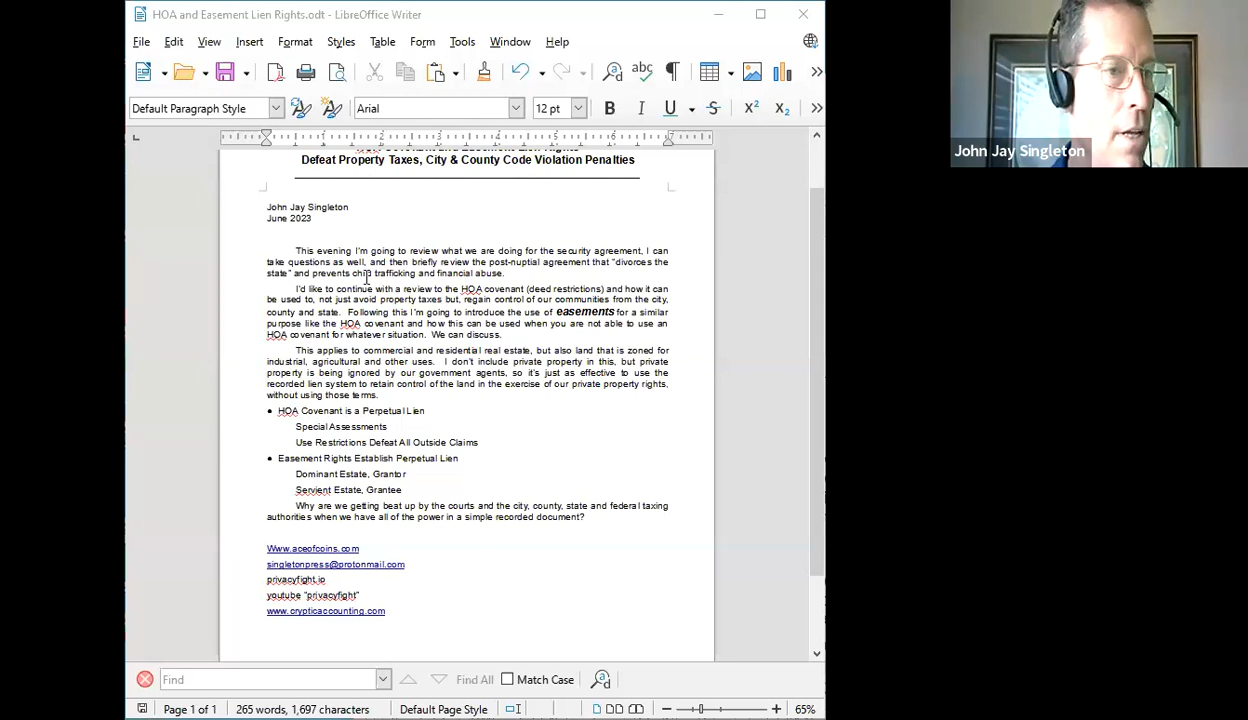 HOA and Easement Lien Rights.odt - LibreOffice Writer
File Edit View Insert Format Styles Table Form Tools Window Help
Default Paragraph Style Arial 12 pt
Defeat Property Taxes, City & County Code Violation Penalties
John Jay Singleton
June 2023
This evening I'm going to review what we are doing for the security agreement, I can
take questions as well, and then briefly review the post-nuptial agreement that "divorces the
state" and prevents child trafficking and financial abuse.
I'd like to continue with a review to the HOA covenant (deed restrictions) and how it can
be used to, not just avoid property taxes but, regain control of our communities from the city,
county and state. Following this I'm going to introduce the use of easements for a similar
purpose like the HOA covenant and how this can be used when you are not able to use an
HOA covenant for whatever situation. We can discuss.
This applies to commercial and residential real estate, but also land that is zoned for
industrial, agricultural and other uses. I don't include private property in this, but private
property is being ignored by our government agents, so it's just as effective to use the
recorded lien system to retain control of the land in the exercise of our private property rights,
without using those terms.
• HOA Covenant is a Perpetual Lien
Special Assessments
Use Restrictions Defeat All Outside Claims
• Easement Rights Establish Perpetual Lien
Dominant Estate, Grantor
Servient Estate, Grantee
Why are we getting beat up by the courts and the city, county, state and federal taxing
authorities when we have all of the power in a simple recorded document?
Www.aceofcoins.com
singletonpress@protonmail.com
privacyfight.io
youtube "privacyfight"
www.crypticaccounting.com
Find Find All Match Case
Page 1 of 1 265 words, 1,697 characters Default Page Style 65%
John Jay Singleton